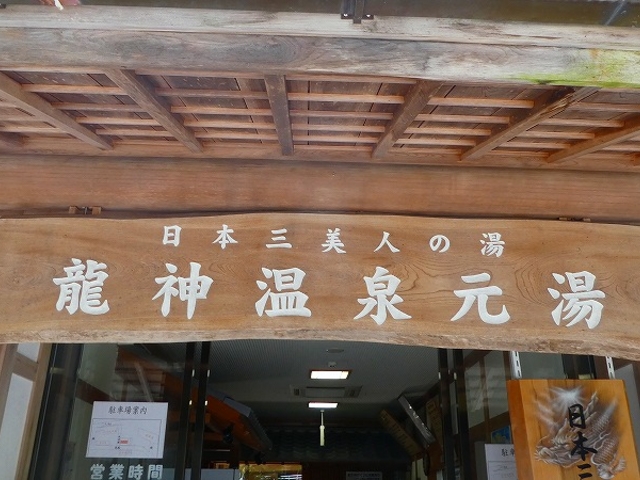 日本三美人の湯
龍神温泉元湯
駐車場案内
営業時間
日本三